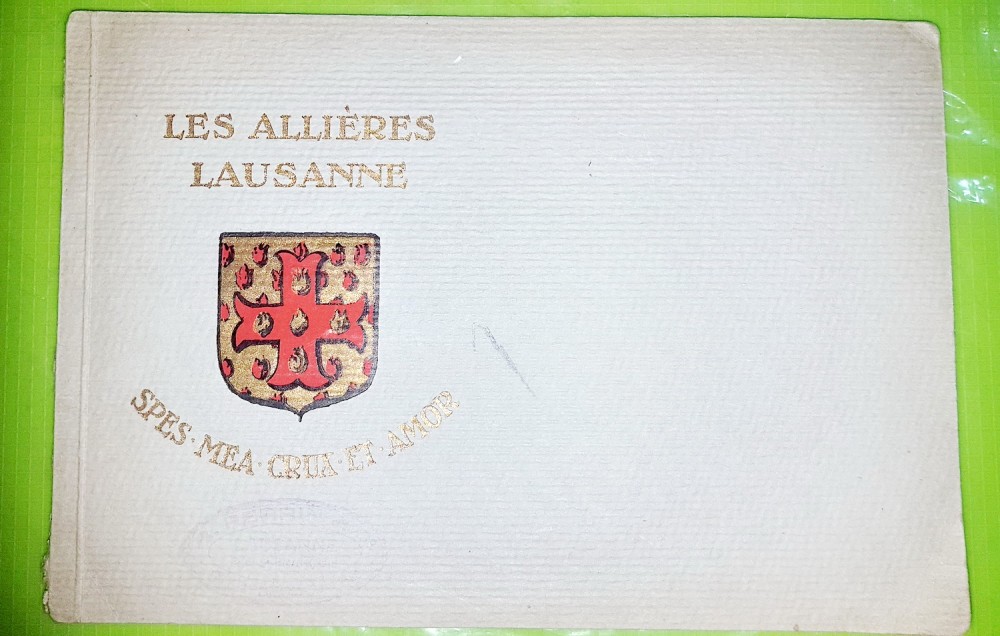 LES ALLIÈRES
LAUSANNE
SPES · MEA · CRUX · ET · AMOR